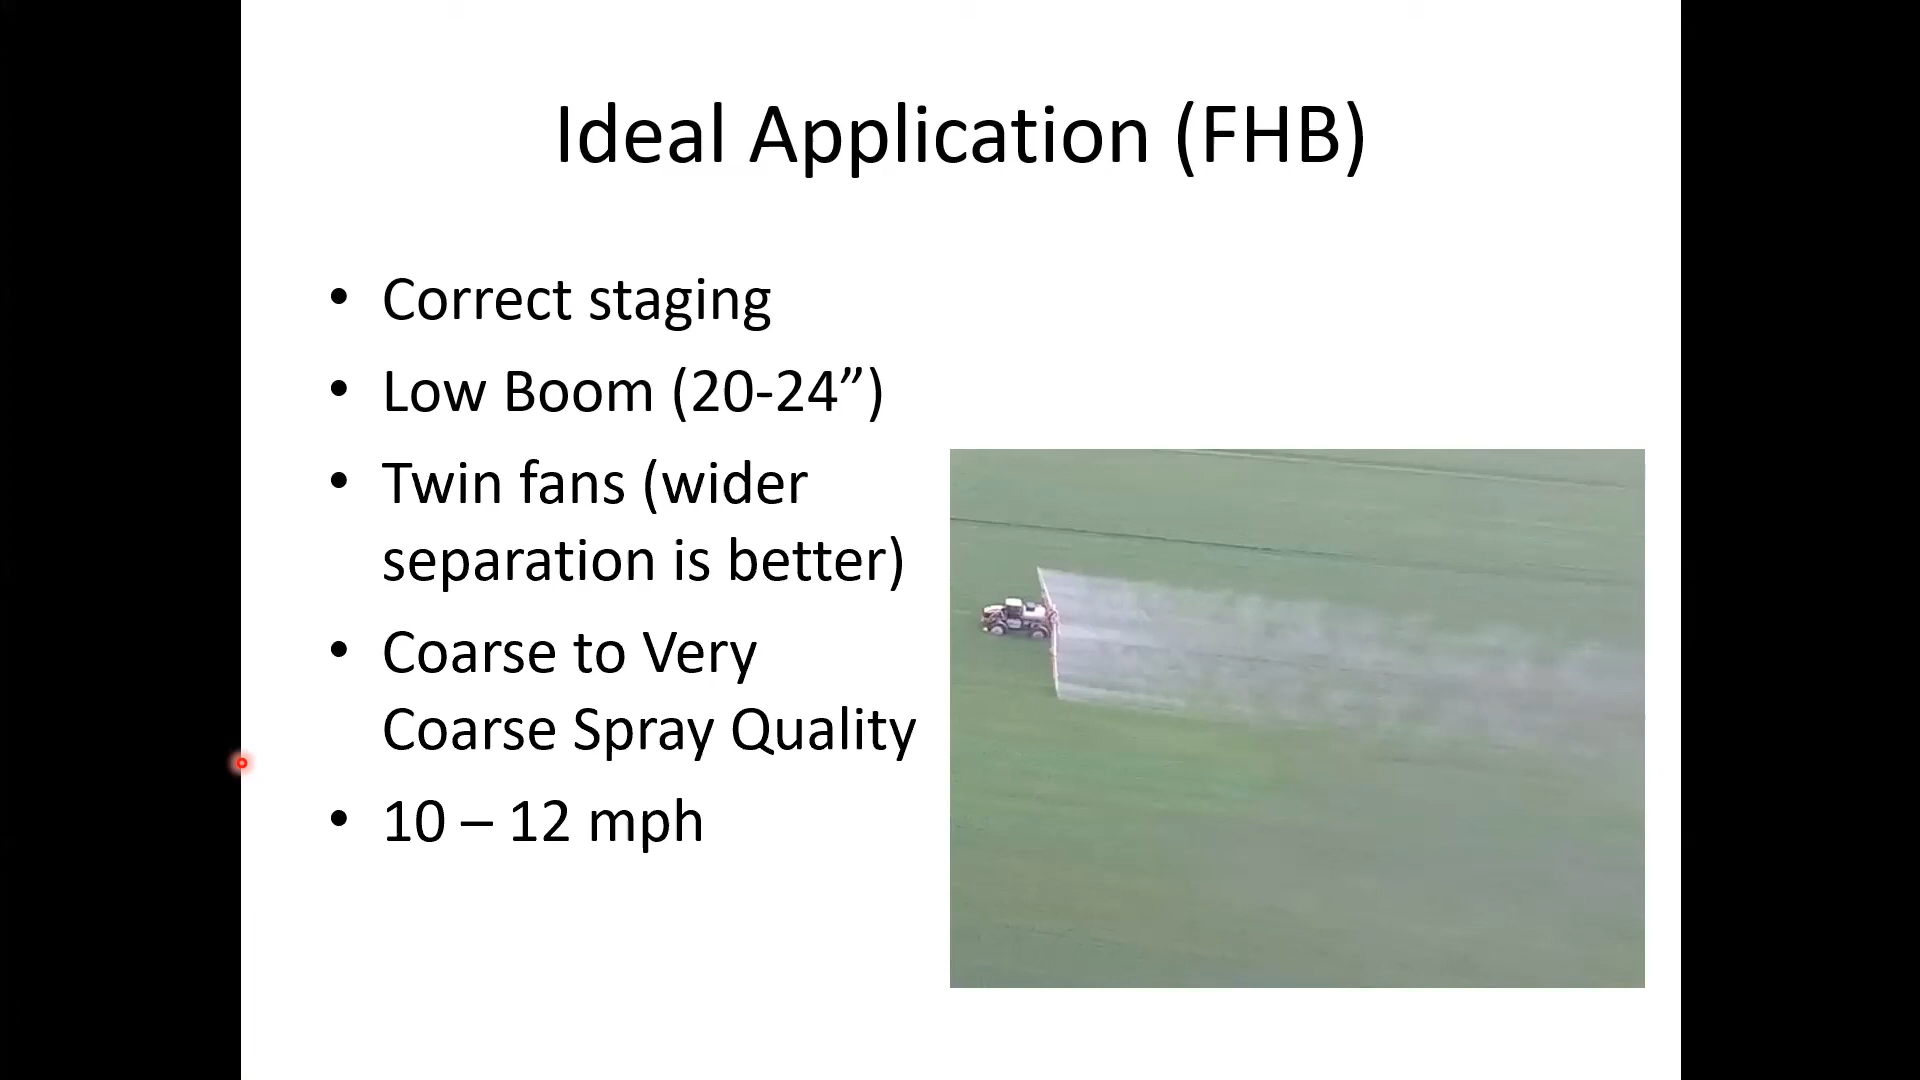 Ideal Application (FHB)
• Correct staging
• Low Boom (20-24”)
• Twin fans (wider
separation is better)
• Coarse to Very
Coarse Spray Quality
• 10 – 12 mph